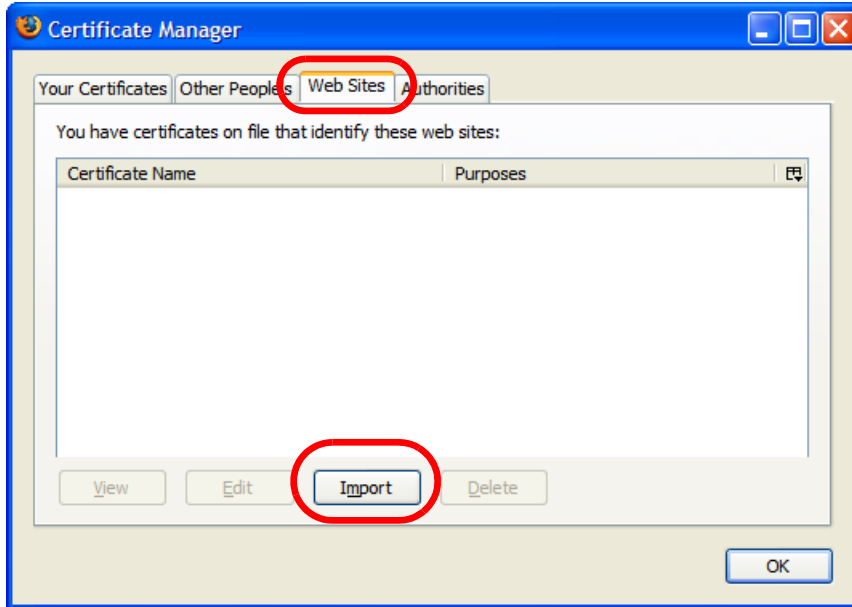 Certificate Manager
Your Certificates Other People's Web Sites Authorities
You have certificates on file that identify these web sites:
Certificate Name Purposes
View Edit Import Delete
OK